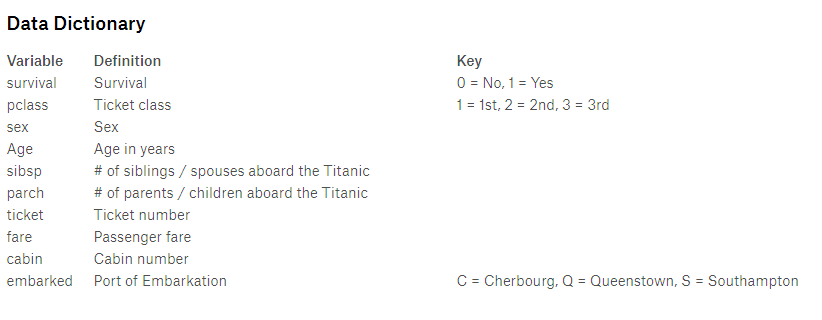 Data Dictionary
Variable Definition Key
survival Survival 0 = No, 1 = Yes
pclass Ticket class 1 = 1st, 2 = 2nd, 3 = 3rd
sex Sex
Age Age in years
sibsp # of siblings / spouses aboard the Titanic
parch # of parents / children aboard the Titanic
ticket Ticket number
fare Passenger fare
cabin Cabin number
embarked Port of Embarkation C = Cherbourg, Q = Queenstown, S = Southampton